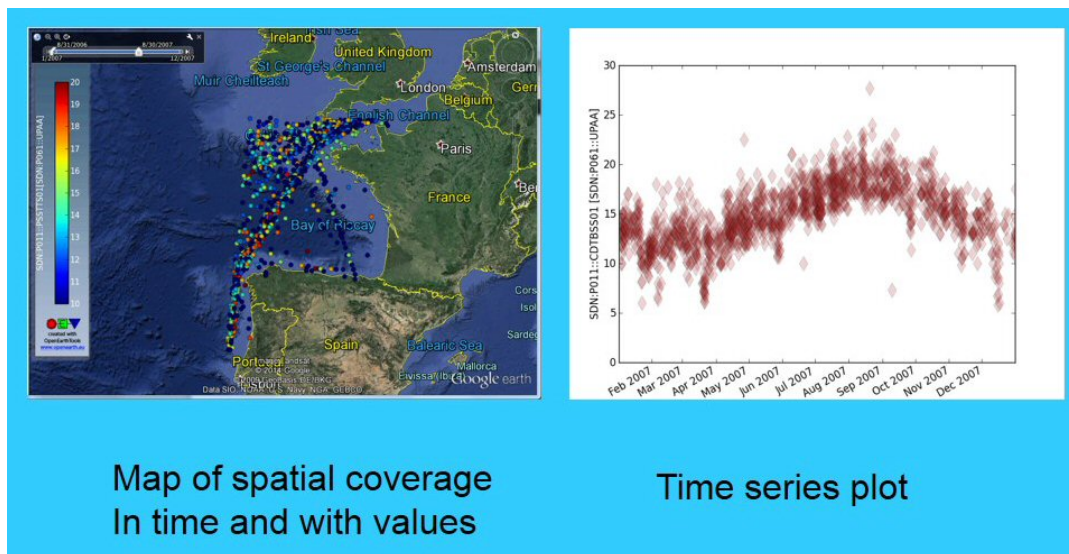 8/31/2006
8/30/2007
1/2007
12/2007
SDN:P011::PSSTTS01[SDN:P061::UPAA]
20
19
18
17
16
15
14
13
12
11
10
created with
OpenEarthTools
www.openearth.eu
Ireland
Irish Sea
United Kingdom
St George's Channel
Muir Cheilteach
Amsterdam
London
Belgium
English Channel
Paris
France
Bay of Biscay
Spain
Balearic Sea
Mallorca
Eivissa (Ibiza)
Google earth
SDN:P011::CDTBSS01 [SDN:P061::UPAA]
30
25
20
15
10
5
0
Feb 2007
Mar 2007
Apr 2007
May 2007
Jun 2007
Jul 2007
Aug 2007
Sep 2007
Oct 2007
Nov 2007
Dec 2007
Map of spatial coverage
In time and with values
Time series plot